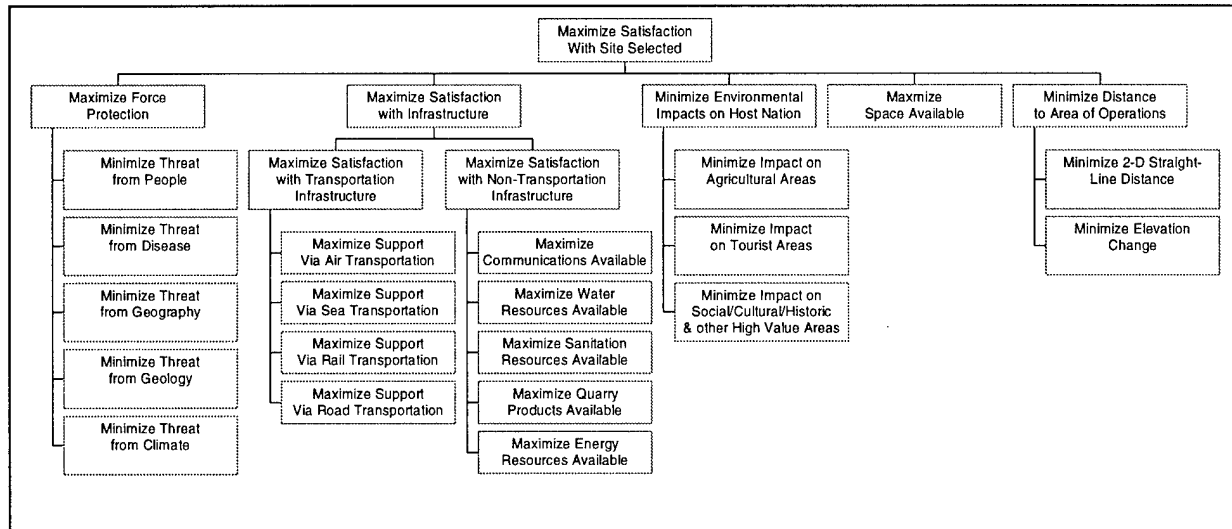 Maximize Satisfaction
With Site Selected
Maximize Force
Protection
Maximize Satisfaction
with Infrastructure
Minimize Environmental
Impacts on Host Nation
Maxmize
Space Available
Minimize Distance
to Area of Operations
Minimize Threat
from People
Minimize Threat
from Disease
Minimize Threat
from Geography
Minimize Threat
from Geology
Minimize Threat
from Climate
Maximize Satisfaction
with Transportation
Infrastructure
Maximize Support
Via Air Transportation
Maximize Support
Via Sea Transportation
Maximize Support
Via Rail Transportation
Maximize Support
Via Road Transportation
Maximize Satisfaction
with Non-Transportation
Infrastructure
Maximize
Communications Available
Maximize Water
Resources Available
Maximize Sanitation
Resources Available
Maximize Quarry
Products Available
Maximize Energy
Resources Available
Minimize Impact on
Agricultural Areas
Minimize Impact
on Tourist Areas
Minimize Impact on
Social/Cultural/Historic
& other High Value Areas
Minimize 2-D Straight-
Line Distance
Minimize Elevation
Change